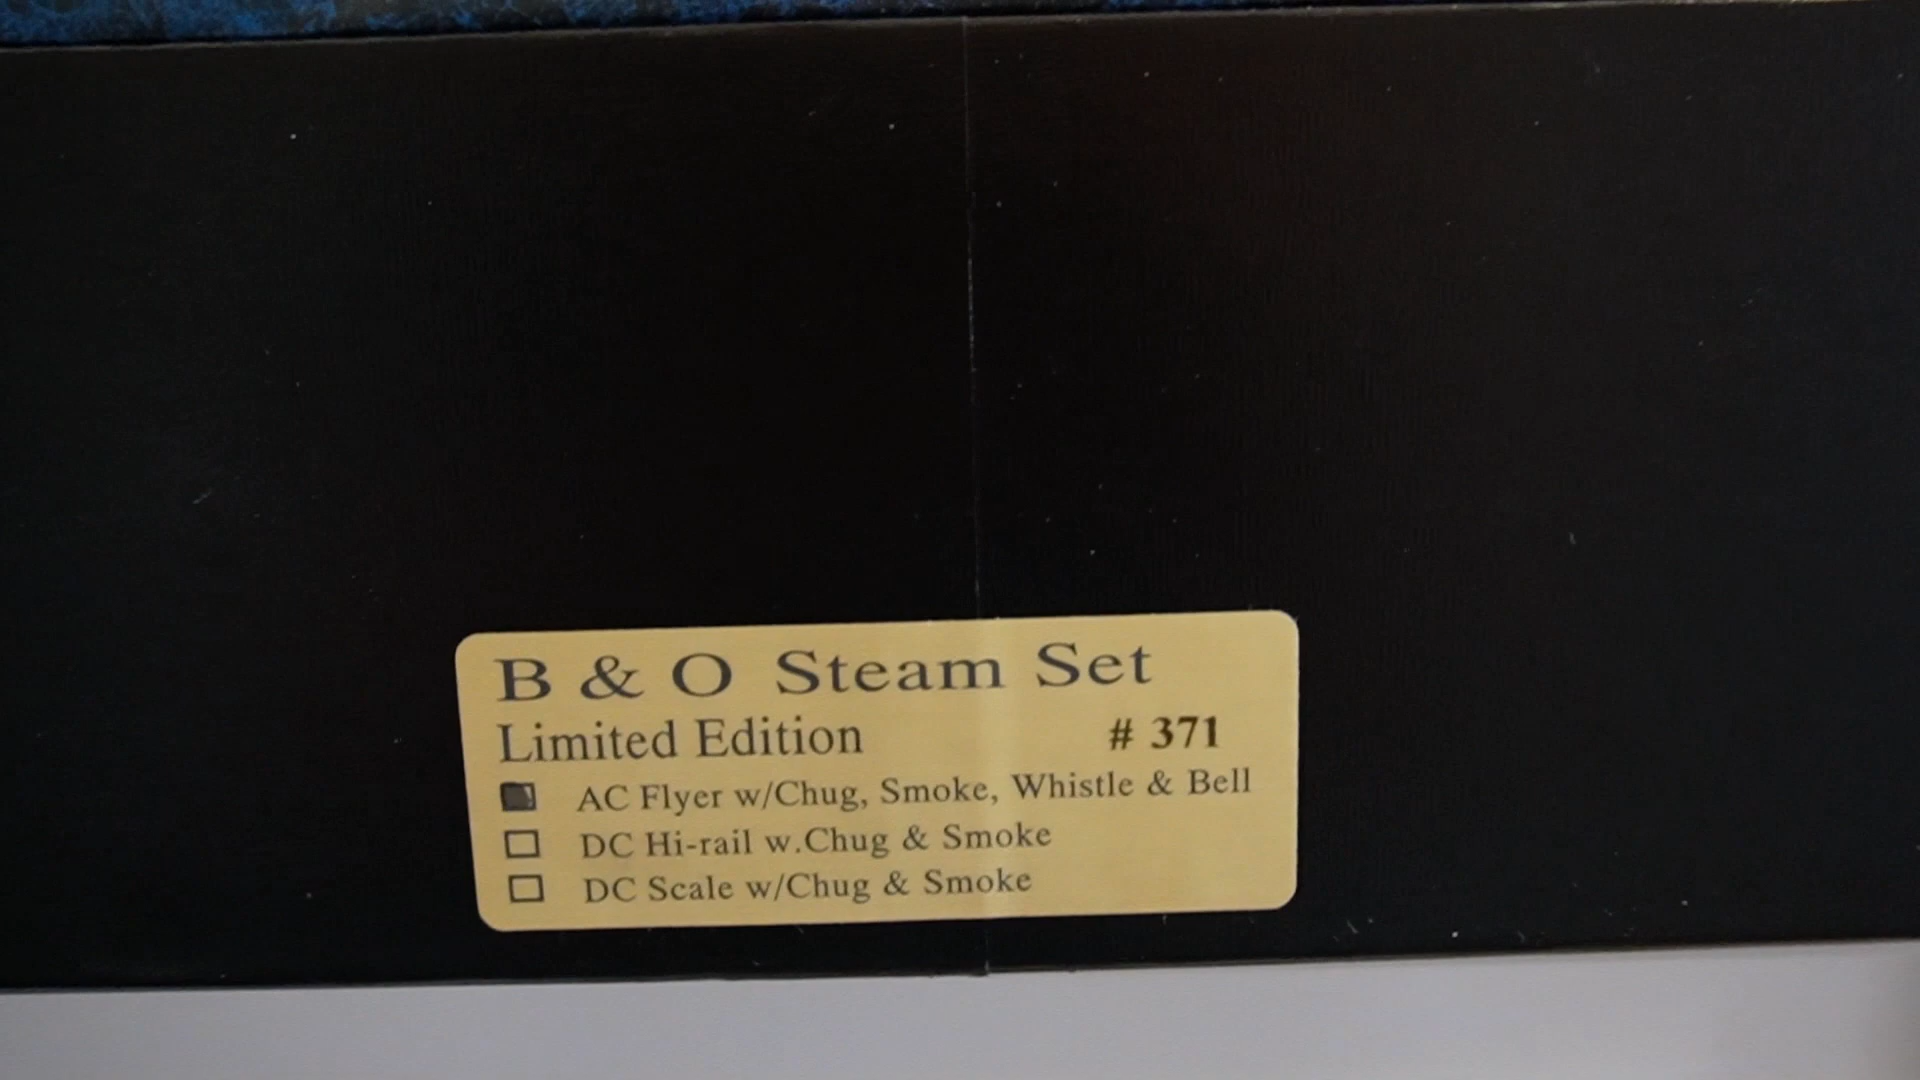 B & O Steam Set
Limited Edition # 371
AC Flyer w/Chug, Smoke, Whistle & Bell
DC Hi-rail w.Chug & Smoke
DC Scale w/Chug & Smoke